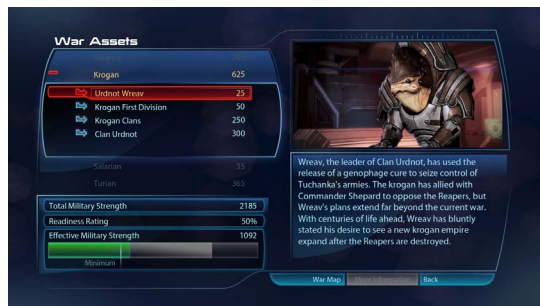 War Assets
Krogan 625
Urdnot Wreav 25
Krogan First Division 50
Krogan Clans 250
Clan Urdnot 300
Salarian 35
Turian 365
Total Military Strength 2185
Readiness Rating 50%
Effective Military Strength 1092
Minimum
Wreav, the leader of Clan Urdnot, has used the
release of a genophage cure to seize control of
Tuchanka's armies. The krogan has allied with
Commander Shepard to oppose the Reapers, but
Wreav's plans extend far beyond the current war.
With centuries of life ahead, Wreav has bluntly
stated his desire to see a new krogan empire
expand after the Reapers are destroyed.
War Map More Information Back